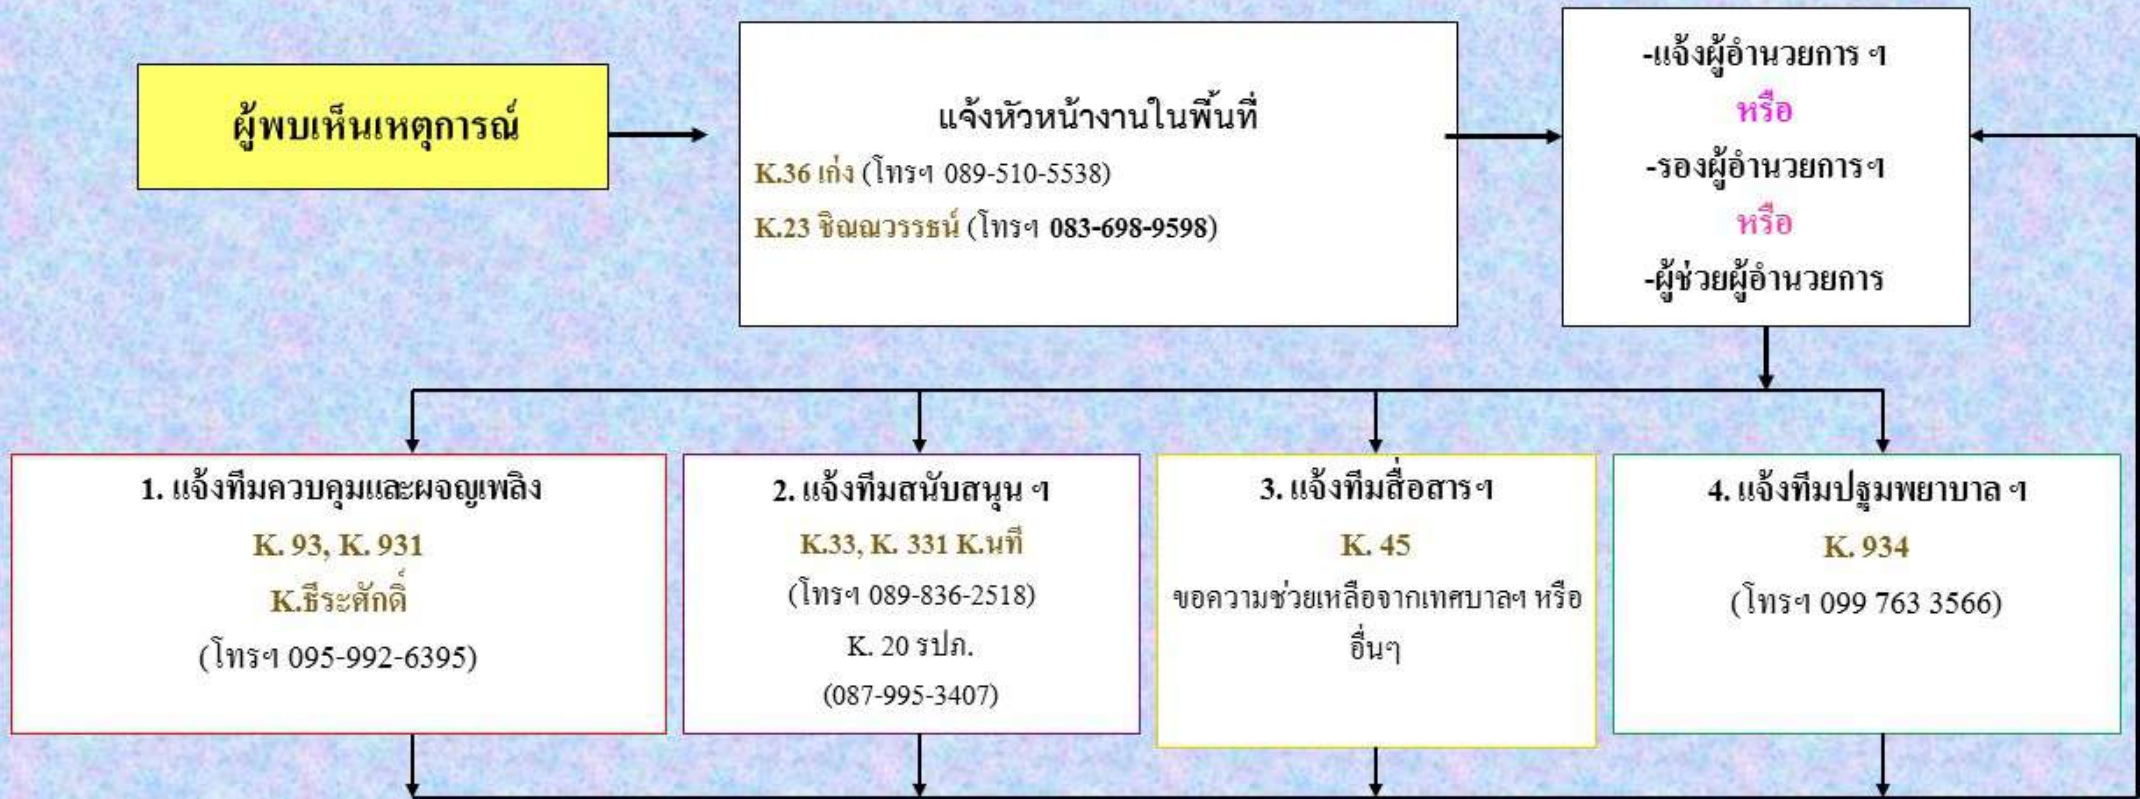 ผู้พบเห็นเหตุการณ์
แจ้งหัวหน้างานในพื้นที่
K.36 เก่ง (โทรฯ 089-510-5538)
K.23 ชิณณวรรธน์ (โทรฯ 083-698-9598)
-แจ้งผู้อำนวยการ ฯ
หรือ
-รองผู้อำนวยการฯ
หรือ
-ผู้ช่วยผู้อำนวยการ
1. แจ้งทีมควบคุมและผจญเพลิง
K. 93, K. 931
K.ธีระศักดิ์
(โทรฯ 095-992-6395)
2. แจ้งทีมสนับสนุน ฯ
K.33, K. 331 K.นที
(โทรฯ 089-836-2518)
K. 20 รปภ.
(087-995-3407)
3. แจ้งทีมสื่อสารฯ
K. 45
ขอความช่วยเหลือจากเทศบาลฯ หรือ
อื่นๆ
4. แจ้งทีมปฐมพยาบาล ฯ
K. 934
(โทรฯ 099 763 3566)